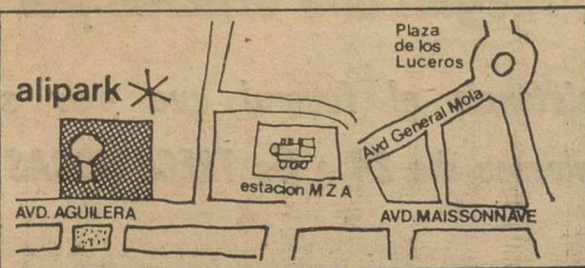 Plaza
de los
Luceros
alipark
Avd General Mola
estacion M Z A
AVD. AGUILERA
AVD.MAISSONNAVE